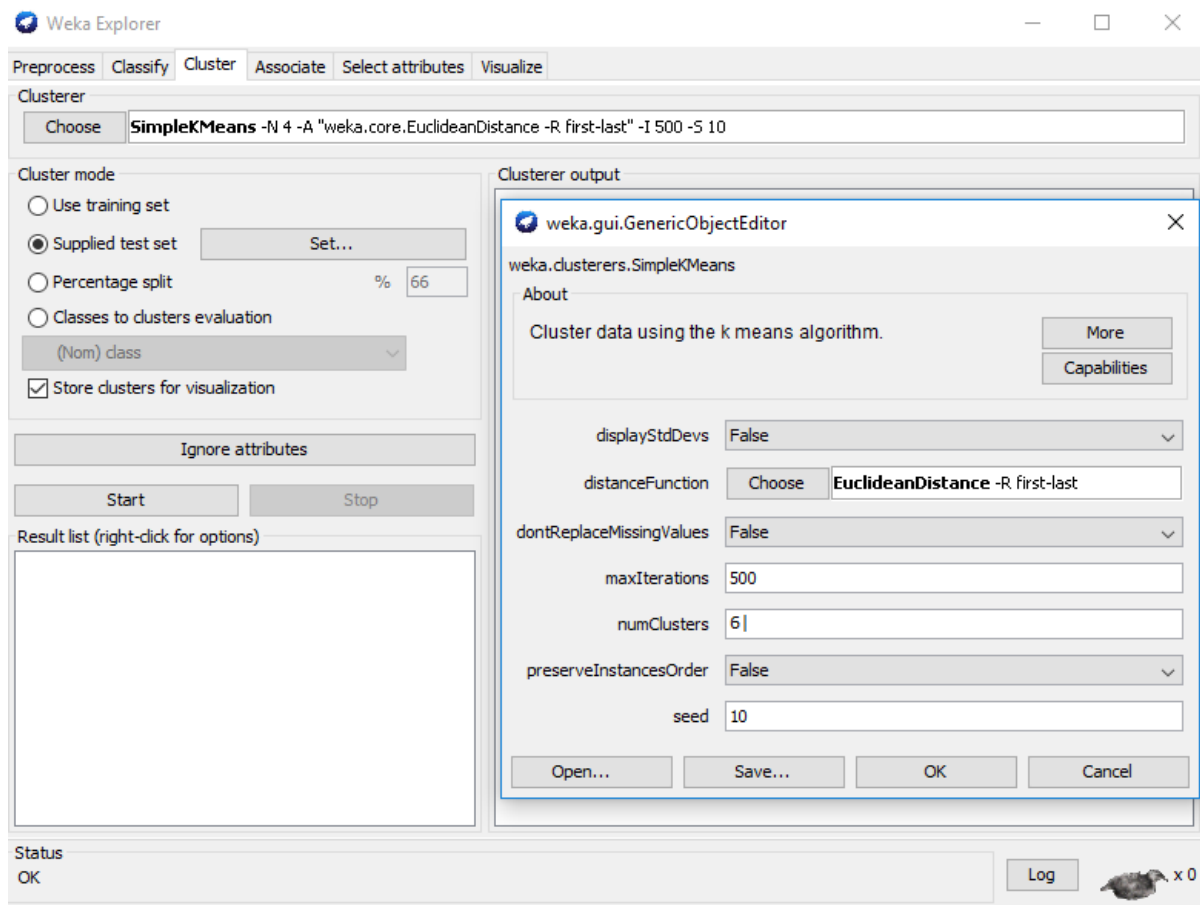 Weka Explorer
Preprocess Classify Cluster Associate Select attributes Visualize
Clusterer
Choose SimpleKMeans -N 4 -A "weka.core.EuclideanDistance -R first-last" -I 500 -S 10
Cluster mode
Use training set
Supplied test set Set...
Percentage split % 66
Classes to clusters evaluation
(Nom) class
Store clusters for visualization
Ignore attributes
Start Stop
Result list (right-click for options)
Clusterer output
weka.gui.GenericObjectEditor
weka.clusterers.SimpleKMeans
About
Cluster data using the k means algorithm.
More
Capabilities
displayStdDevs False
distanceFunction Choose EuclideanDistance -R first-last
dontReplaceMissingValues False
maxIterations 500
numClusters 6
preserveInstancesOrder False
seed 10
Open... Save... OK Cancel
Status
OK
Log x 0